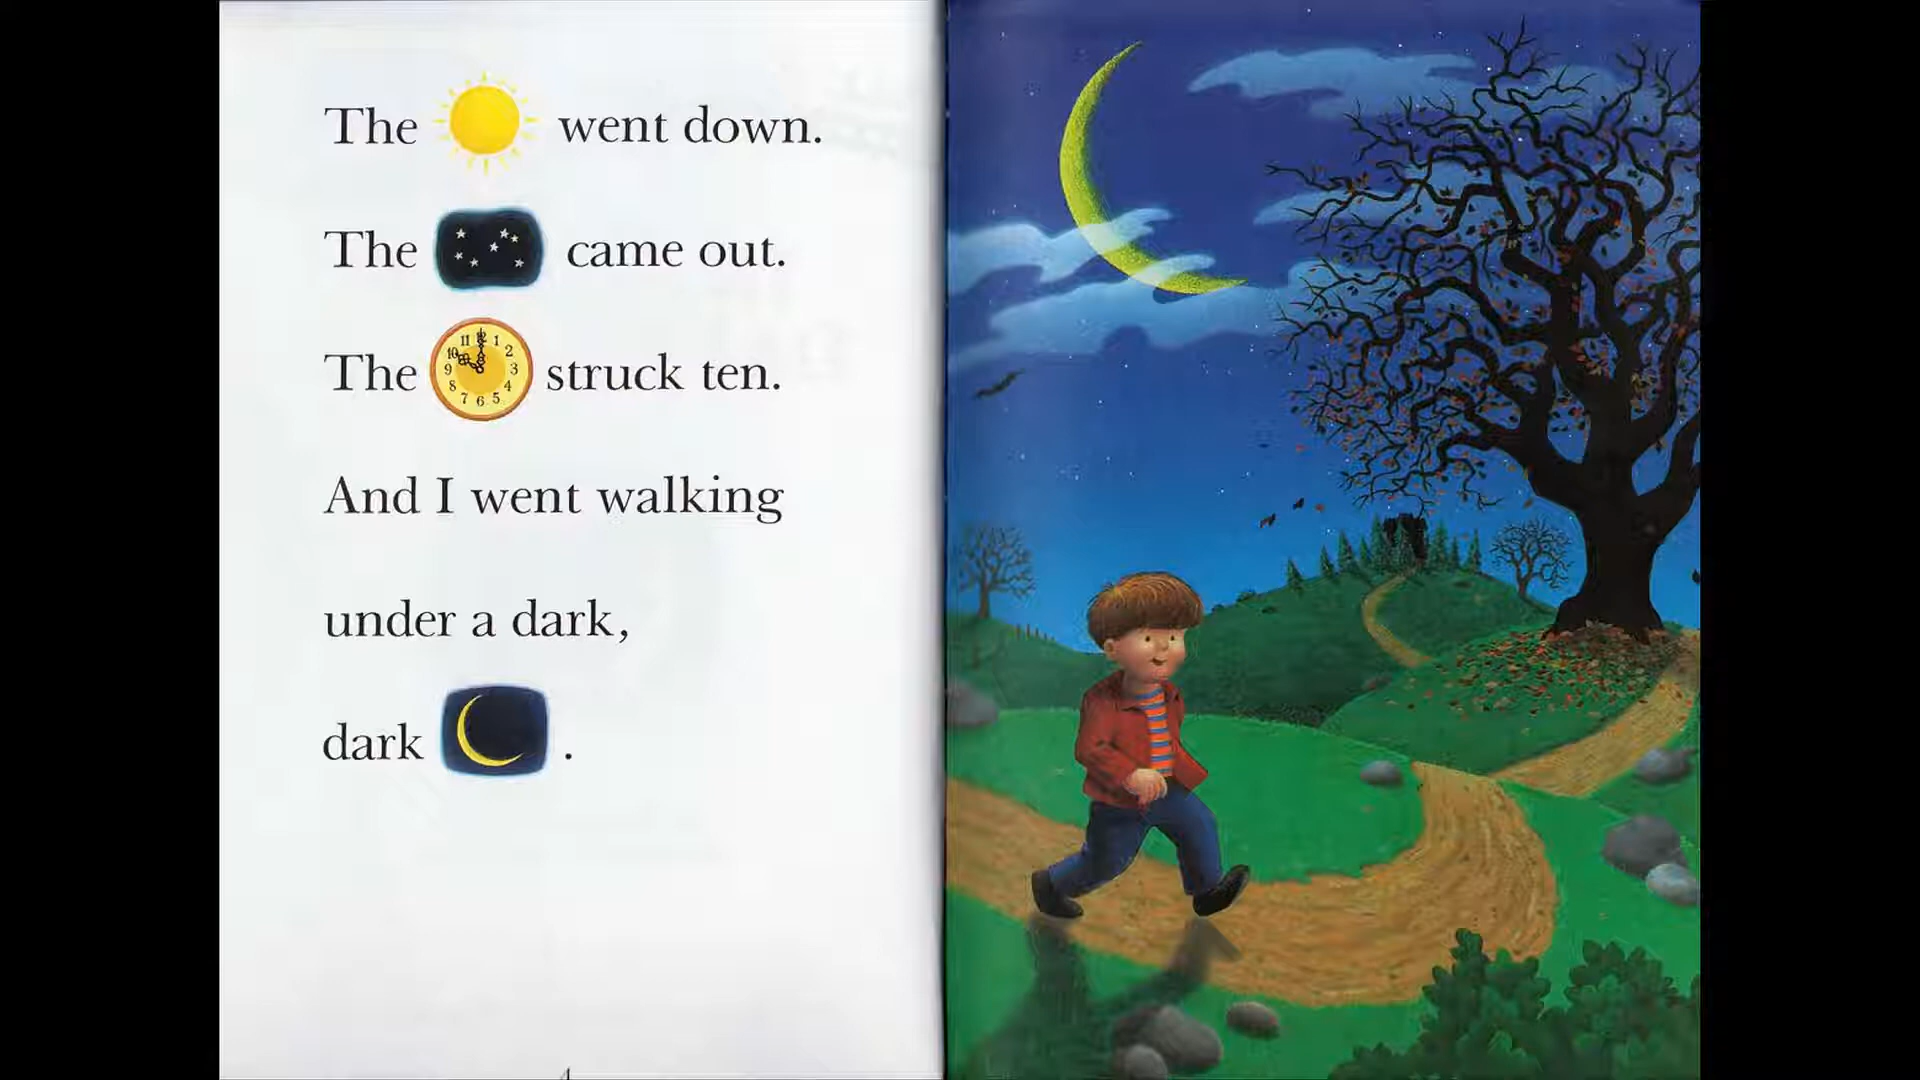 The went down.
The came out.
The struck ten.
And I went walking
under a dark,
dark .